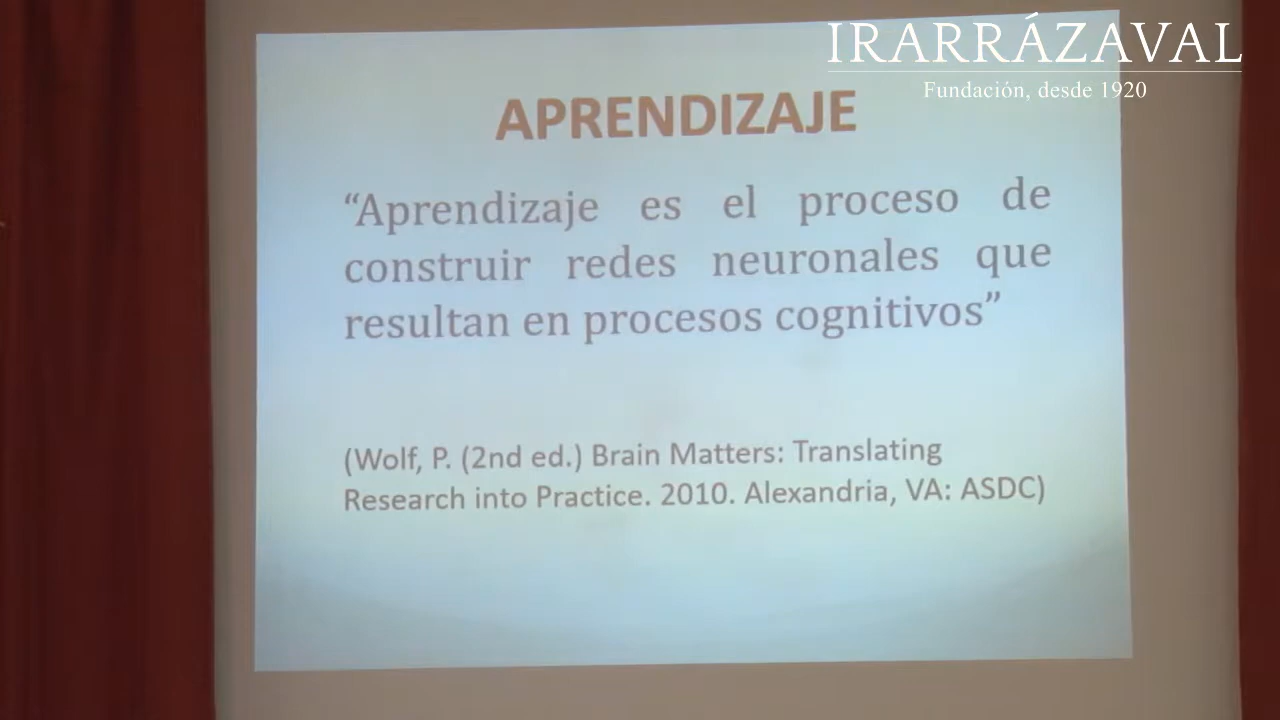 IRARRÁZAVAL
Fundación, desde 1920
APRENDIZAJE
“Aprendizaje es el proceso de
construir redes neuronales que
resultan en procesos cognitivos”
(Wolf, P. (2nd ed.) Brain Matters: Translating
Research into Practice. 2010. Alexandria, VA: ASDC)